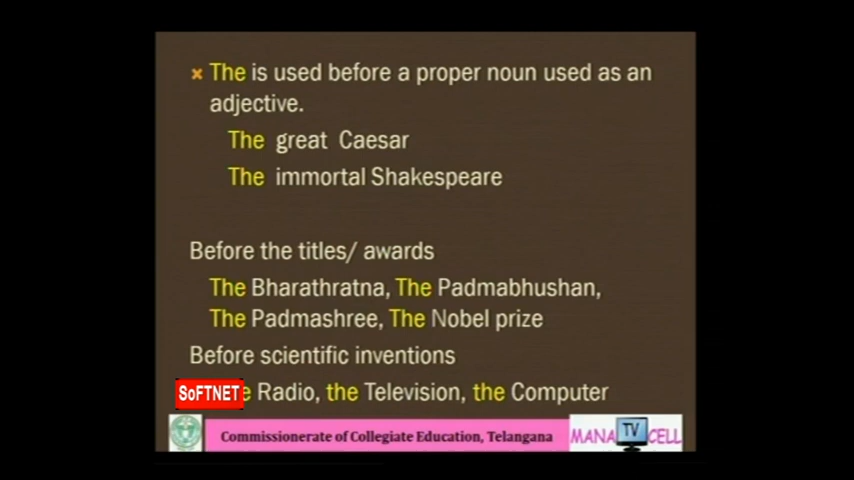 The is used before a proper noun used as an
adjective.
The great Caesar
The immortal Shakespeare
Before the titles/ awards
The Bharathratna, The Padmabhushan,
The Padmashree, The Nobel prize
Before scientific inventions
SoFTNET Radio, the Television, the Computer
Commissionerate of Collegiate Education, Telangana MANA TV CELL